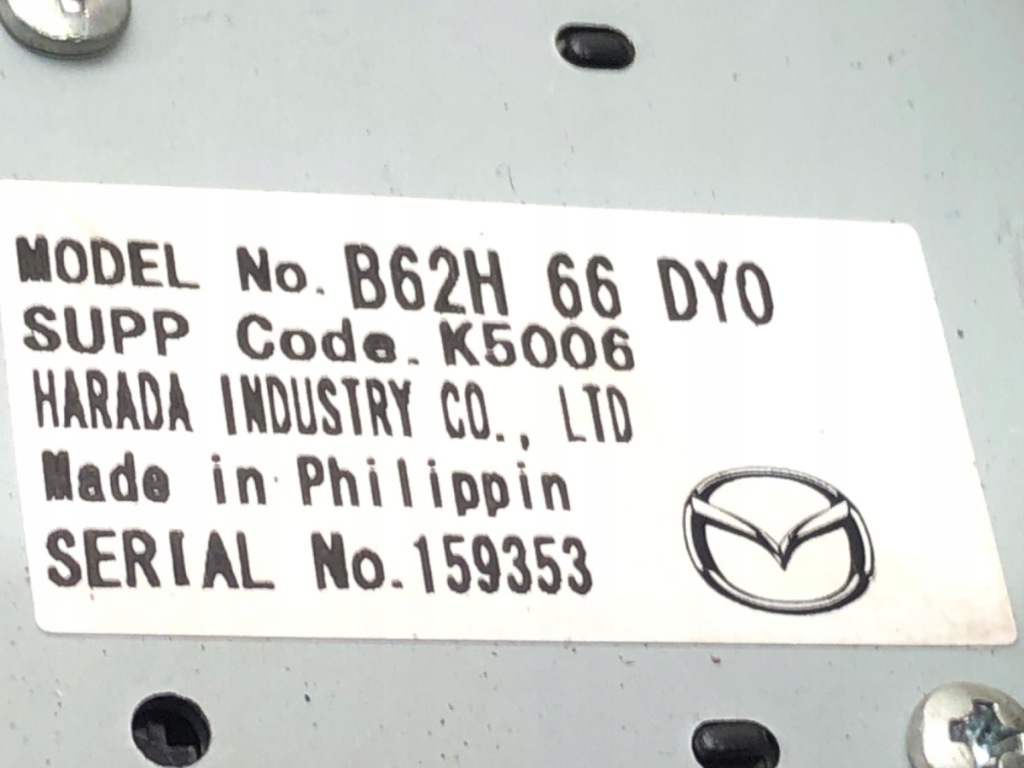 MODEL No. B62H 66 DY0
SUPP Code. K5006
HARADA INDUSTRY CO., LTD
Made in Philippin
SERIAL No. 159353